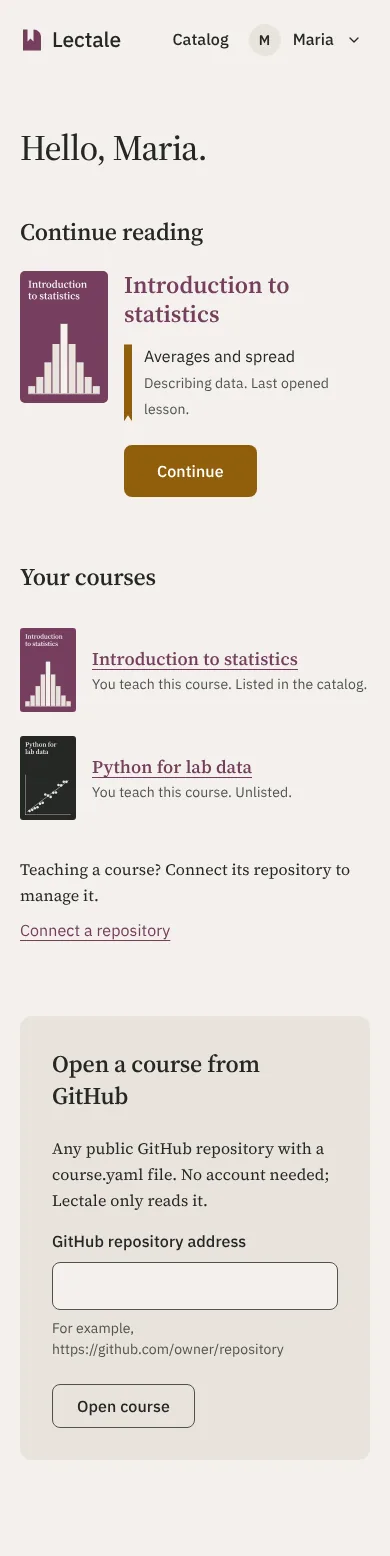 Lectale
Catalog
M
Maria
Hello, Maria.
Continue reading
Introduction
to statistics
Introduction to
statistics
Averages and spread
Describing data. Last opened
lesson.
Continue
Your courses
Introduction
to statistics
Introduction to statistics
You teach this course. Listed in the catalog.
Python for
lab data
Python for lab data
You teach this course. Unlisted.
Teaching a course? Connect its repository to
manage it.
Connect a repository
Open a course from
GitHub
Any public GitHub repository with a
course.yaml file. No account needed;
Lectale only reads it.
GitHub repository address
For example,
https://github.com/owner/repository
Open course